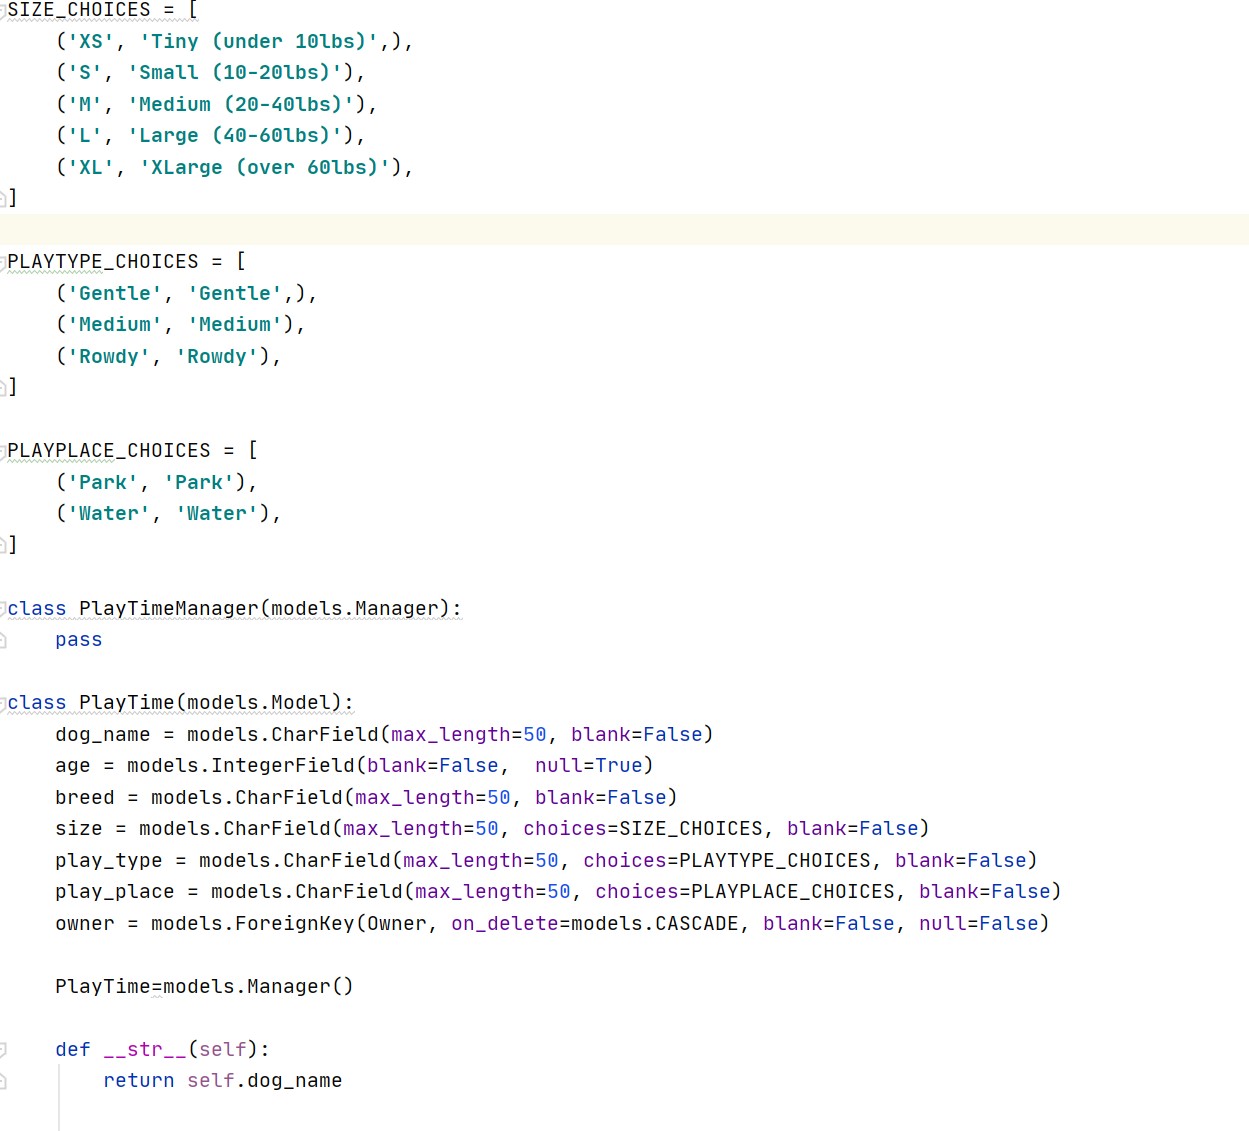 SIZE_CHOICES = [
    ('XS', 'Tiny (under 10lbs)',),
    ('S', 'Small (10-20lbs)'),
    ('M', 'Medium (20-40lbs)'),
    ('L', 'Large (40-60lbs)'),
    ('XL', 'XLarge (over 60lbs)'),
]
PLAYTYPE_CHOICES = [
    ('Gentle', 'Gentle',),
    ('Medium', 'Medium'),
    ('Rowdy', 'Rowdy'),
]
PLAYPLACE_CHOICES = [
    ('Park', 'Park'),
    ('Water', 'Water'),
]
class PlayTimeManager(models.Manager):
    pass
class PlayTime(models.Model):
    dog_name = models.CharField(max_length=50, blank=False)
    age = models.IntegerField(blank=False,  null=True)
    breed = models.CharField(max_length=50, blank=False)
    size = models.CharField(max_length=50, choices=SIZE_CHOICES, blank=False)
    play_type = models.CharField(max_length=50, choices=PLAYTYPE_CHOICES, blank=False)
    play_place = models.CharField(max_length=50, choices=PLAYPLACE_CHOICES, blank=False)
    owner = models.ForeignKey(Owner, on_delete=models.CASCADE, blank=False, null=False)
    PlayTime=models.Manager()
    def __str__(self):
        return self.dog_name